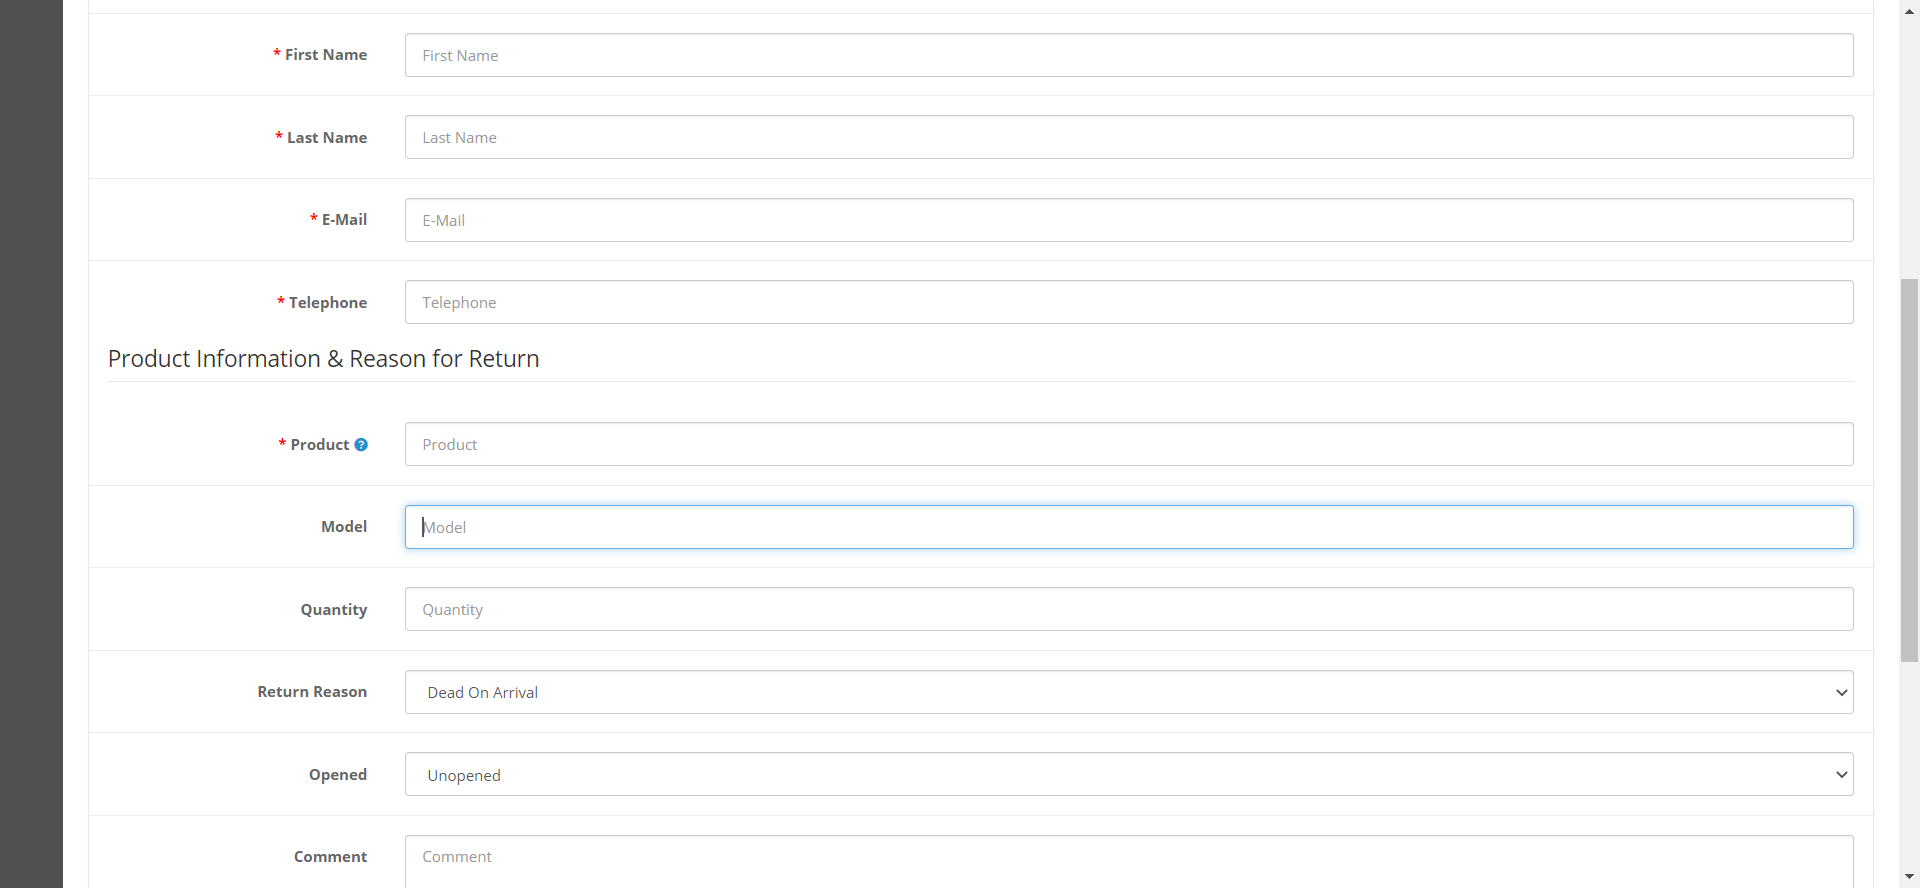 * First Name First Name
* Last Name Last Name
* E-Mail E-Mail
* Telephone Telephone
Product Information & Reason for Return
* Product ? Product
Model Model
Quantity Quantity
Return Reason Dead On Arrival
Opened Unopened
Comment Comment